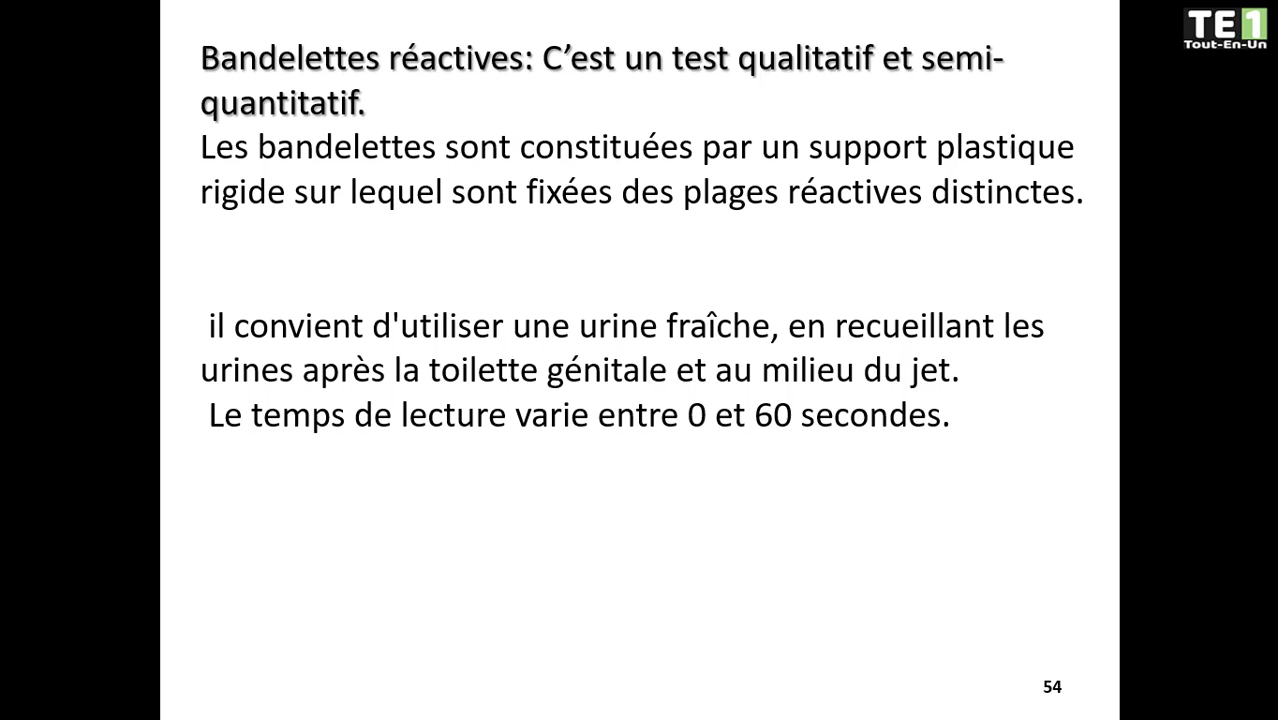 TE1
Tout-En-Un
Bandelettes réactives: C’est un test qualitatif et semi-
quantitatif.
Les bandelettes sont constituées par un support plastique
rigide sur lequel sont fixées des plages réactives distinctes.
il convient d'utiliser une urine fraîche, en recueillant les
urines après la toilette génitale et au milieu du jet.
Le temps de lecture varie entre 0 et 60 secondes.
54